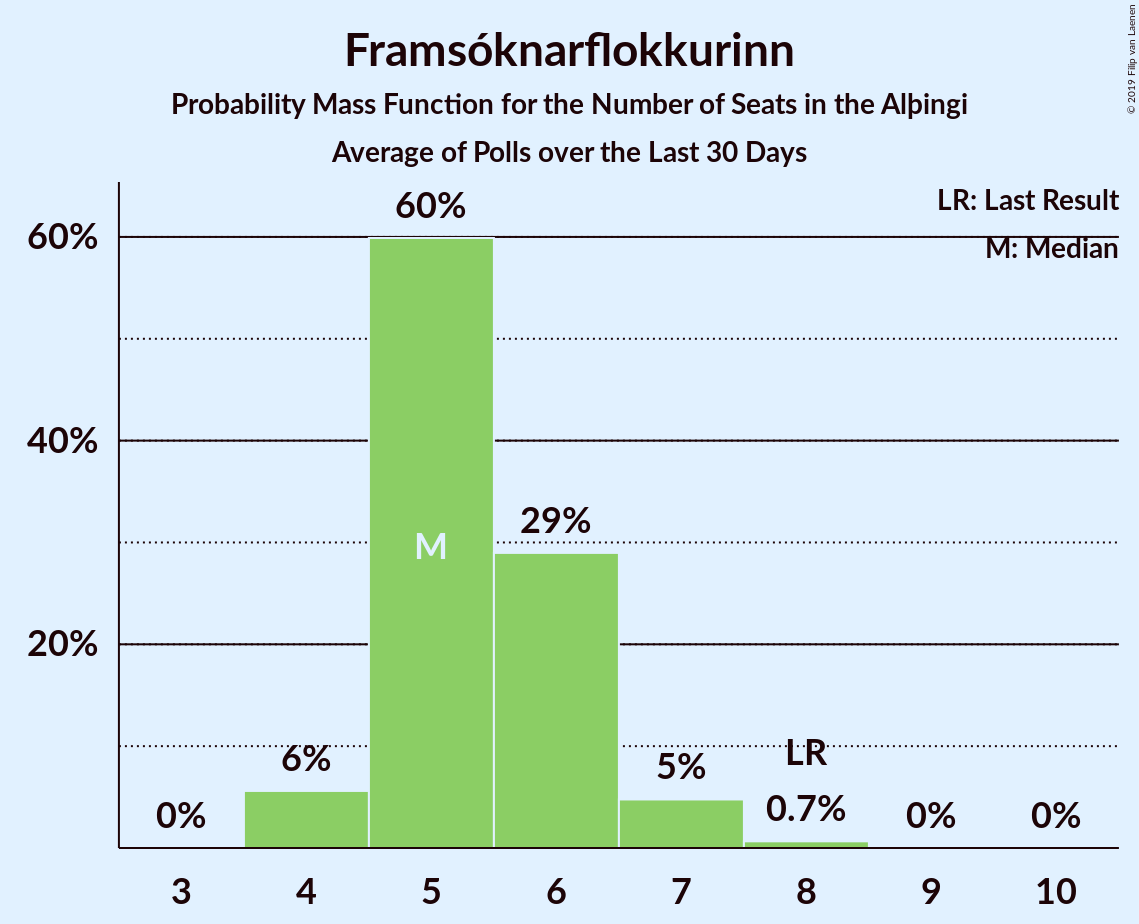 Framsóknarflokkurinn
Probability Mass Function for the Number of Seats in the Alþingi
Average of Polls over the Last 30 Days
© 2019 Filip van Laenen
LR: Last Result
M: Median
60%
40%
20%
0%
6%
60%
M
29%
5%
LR
0.7%
0%
0%
3 4 5 6 7 8 9 10